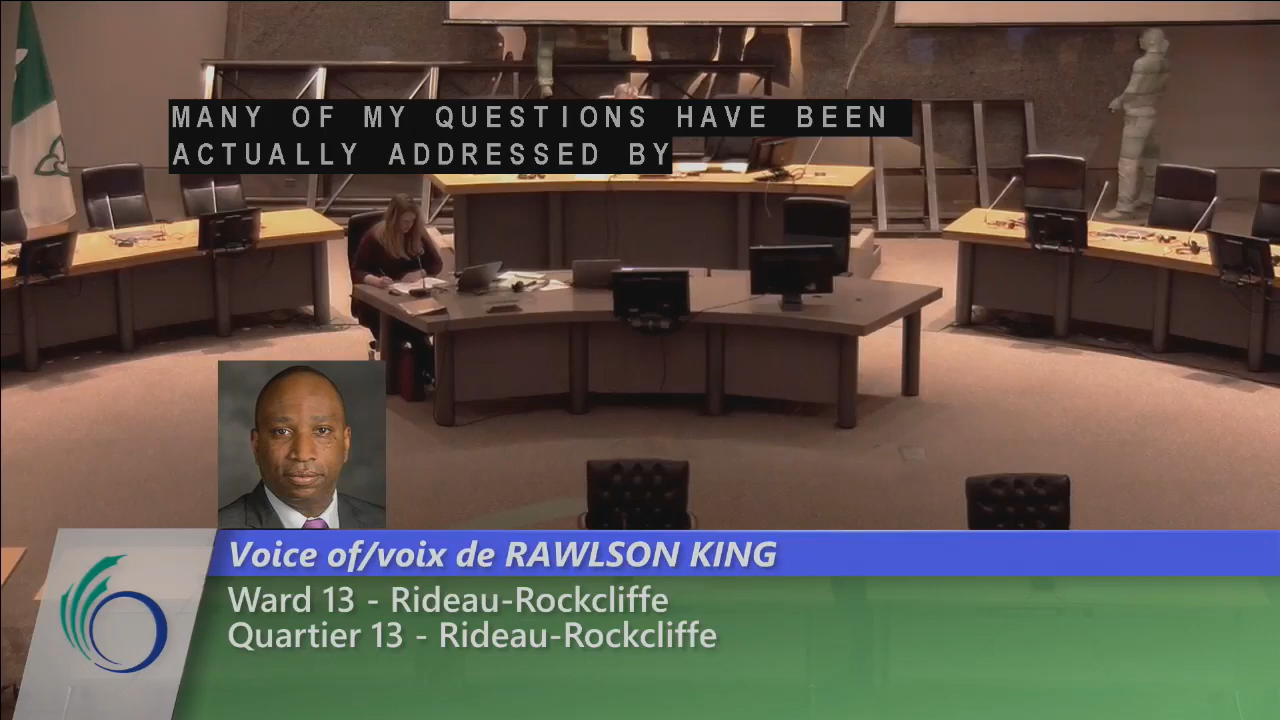 MANY OF MY QUESTIONS HAVE BEEN
ACTUALLY ADDRESSED BY
Voice of/voix de RAWLSON KING
Ward 13 - Rideau-Rockcliffe
Quartier 13 - Rideau-Rockcliffe